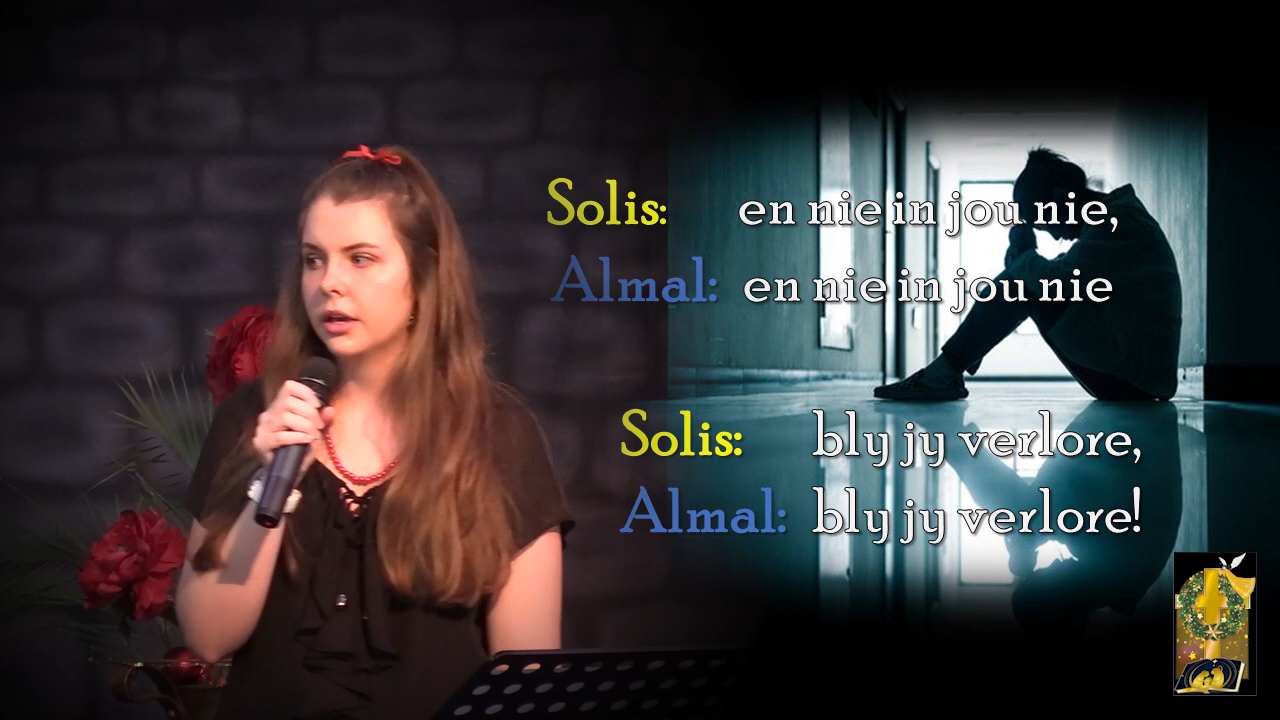 Solis: en nie in jou nie,
Almal: en nie in jou nie
Solis: bly jy verlore,
Almal: bly jy verlore!